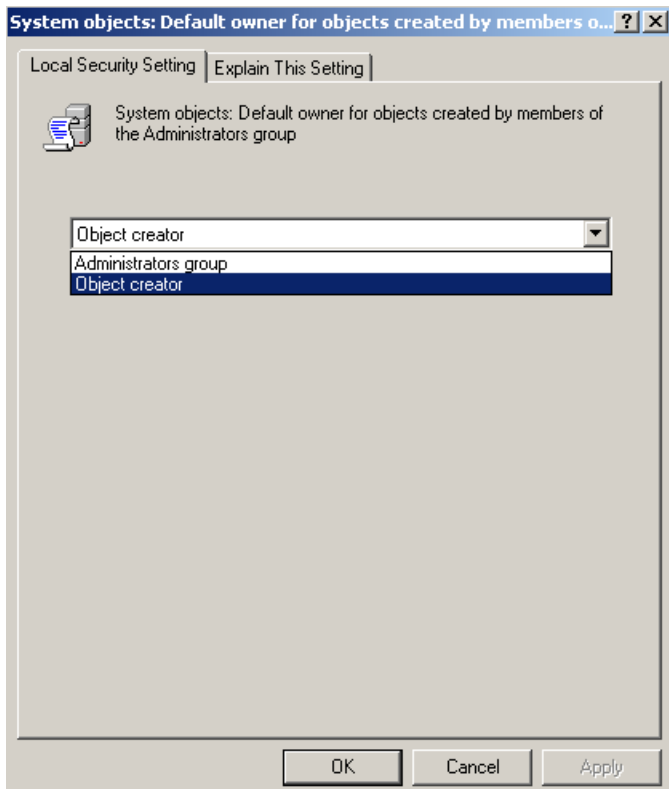 System objects: Default owner for objects created by members o...
Local Security Setting
Explain This Setting
System objects: Default owner for objects created by members of
the Administrators group
Object creator
Administrators group
Object creator
OK
Cancel
Apply